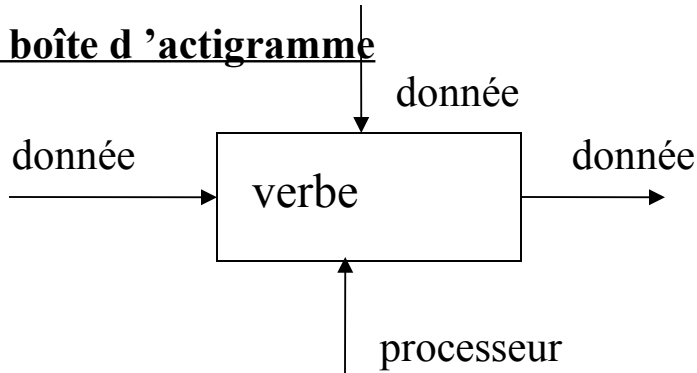 boîte d ’actigramme
donnée
donnée
donnée
verbe
processeur